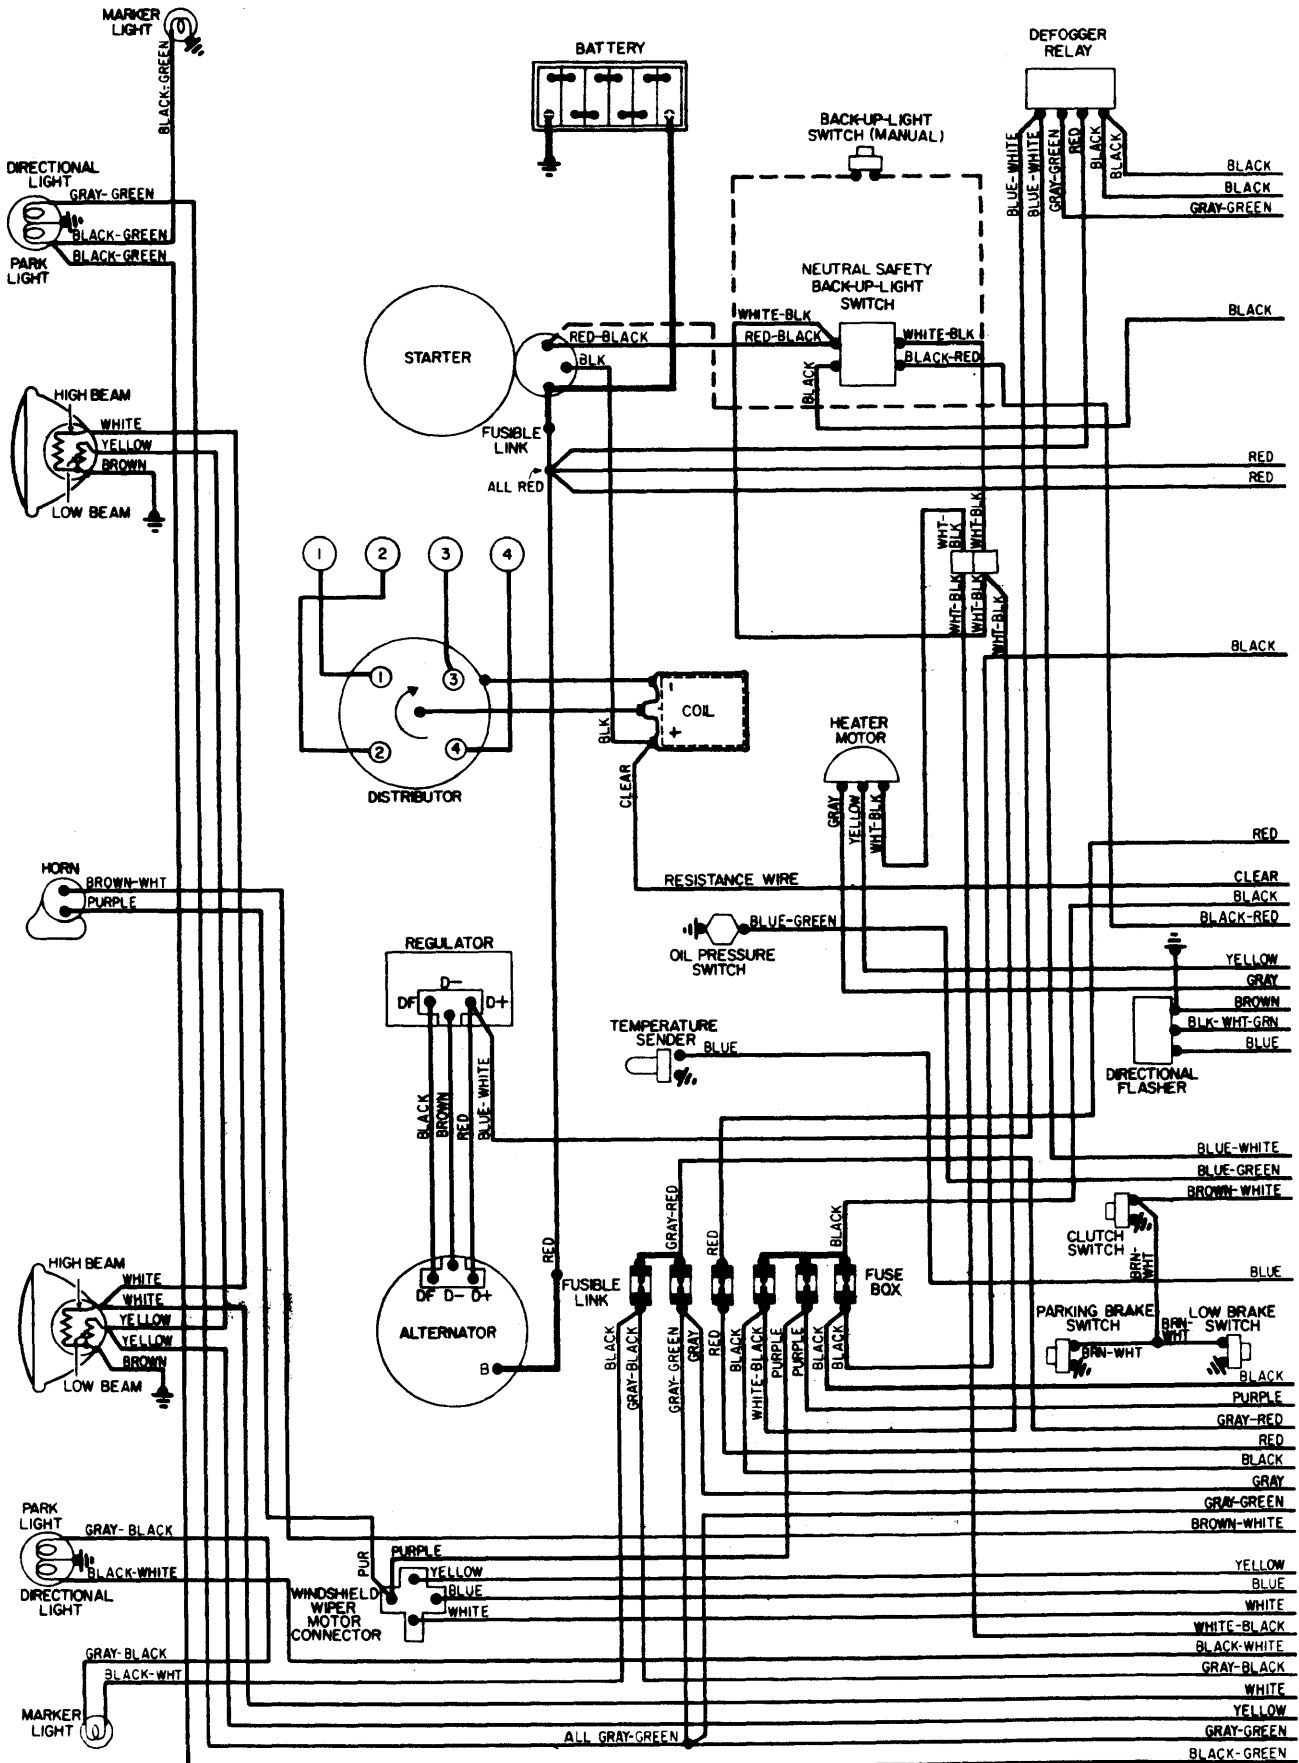 MARKER
LIGHT
BLACK-GREEN
BATTERY
DEFOGGER
RELAY
BACK-UP-LIGHT
SWITCH (MANUAL)
BLUE-WHITE
BLUE-WHITE
GRAY-GREEN
RED
BLACK
BLACK
BLACK
BLACK
GRAY-GREEN
DIRECTIONAL
LIGHT
GRAY-GREEN
BLACK-GREEN
BLACK-GREEN
PARK
LIGHT
NEUTRAL SAFETY
BACK-UP-LIGHT
SWITCH
WHITE-BLK
RED-BLACK
WHITE-BLK
BLACK-RED
BLACK
BLACK
STARTER
RED-BLACK
BLK
FUSIBLE
LINK
ALL RED
RED
RED
HIGH BEAM
WHITE
YELLOW
BROWN
LOW BEAM
WHT-
BLK
WHT-BLK
WHT-BLK
WHT-BLK
WHT-BLK
BLACK
1
2
3
4
1
3
2
4
DISTRIBUTOR
-
COIL
+
BLK
CLEAR
HEATER
MOTOR
GRAY
YELLOW
WHT-BLK
RED
RESISTANCE WIRE
CLEAR
BLACK
BLACK-RED
HORN
BROWN-WHT
PURPLE
BLUE-GREEN
OIL PRESSURE
SWITCH
REGULATOR
D-
DF
D+
BLACK
BROWN
RED
BLUE-WHITE
YELLOW
GRAY
BROWN
BLK-WHT-GRN
BLUE
DIRECTIONAL
FLASHER
TEMPERATURE
SENDER
BLUE
BLUE-WHITE
BLUE-GREEN
BROWN-WHITE
CLUTCH
SWITCH
BRN-
WHT
BLUE
RED
GRAY-RED
RED
BLACK
FUSIBLE
LINK
FUSE
BOX
HIGH BEAM
WHITE
WHITE
YELLOW
YELLOW
BROWN
LOW BEAM
DF
D-
D+
ALTERNATOR
B
PARKING BRAKE
SWITCH
LOW BRAKE
SWITCH
BRN-
WHT
BRN-WHT
BLACK
GRAY-BLACK
GRAY-GREEN
GRAY
RED
BLACK
WHITE-BLACK
PURPLE
PURPLE
BLACK
BLACK
BLACK
PURPLE
GRAY-RED
RED
BLACK
GRAY
GRAY-GREEN
BROWN-WHITE
PARK
LIGHT
GRAY-BLACK
BLACK-WHITE
DIRECTIONAL
LIGHT
PUR
PURPLE
YELLOW
BLUE
WHITE
WINDSHIELD
WIPER
MOTOR
CONNECTOR
YELLOW
BLUE
WHITE
WHITE-BLACK
BLACK-WHITE
GRAY-BLACK
WHITE
YELLOW
GRAY-GREEN
BLACK-GREEN
GRAY-BLACK
BLACK-WHT
MARKER
LIGHT
ALL GRAY-GREEN